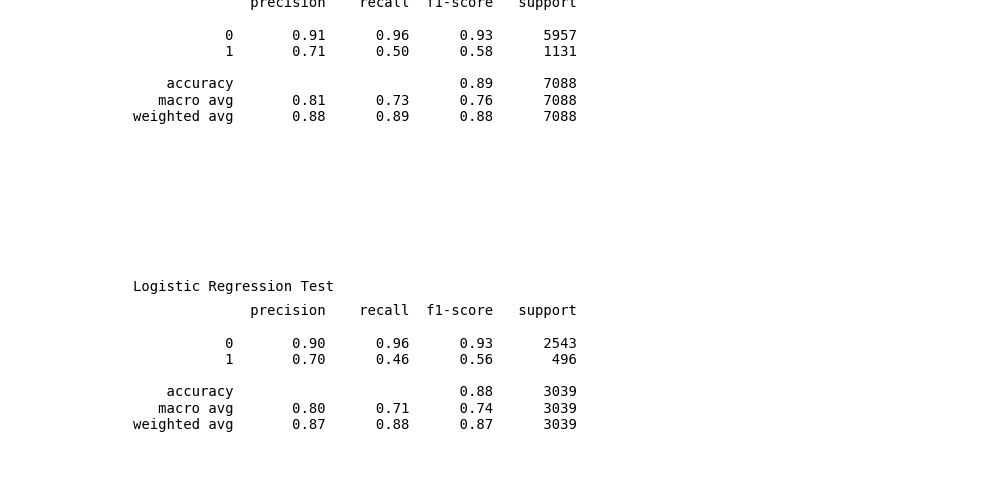 precision recall f1-score support
0 0.91 0.96 0.93 5957
1 0.71 0.50 0.58 1131
accuracy 0.89 7088
macro avg 0.81 0.73 0.76 7088
weighted avg 0.88 0.89 0.88 7088
Logistic Regression Test
precision recall f1-score support
0 0.90 0.96 0.93 2543
1 0.70 0.46 0.56 496
accuracy 0.88 3039
macro avg 0.80 0.71 0.74 3039
weighted avg 0.87 0.88 0.87 3039